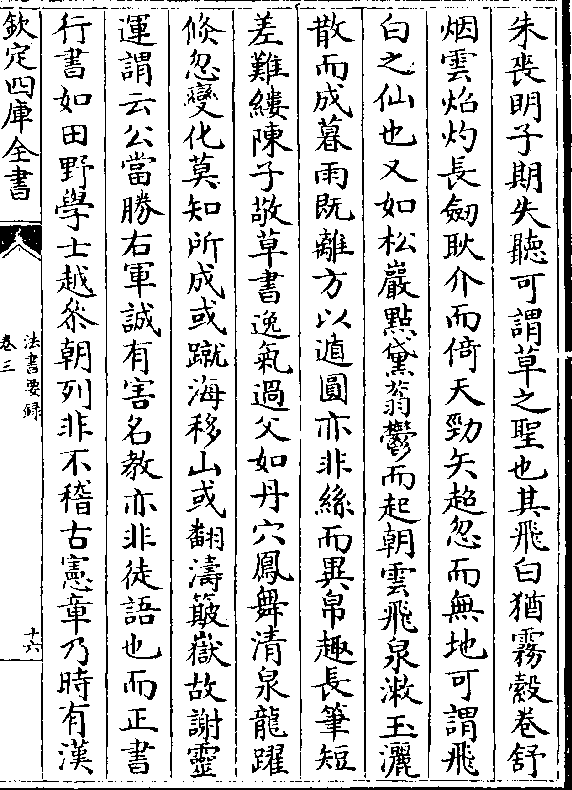 朱喪明子期失聽可謂草之聖也其飛白猶霧縠卷舒
烟雲焰灼長劒耿介而倚天勁矢超忽而無地可謂飛
白之仙也又如松巖點黛蓊鬱而起朝雲飛泉漱玉灑
散而成暮雨既離方以遁圓亦非絲而異帛趣長筆短
差難縷陳子敬草書逸氣過父如丹穴鳳舞清泉龍躍
倐忽變化莫知所成或蹴海移山或翻濤簸嶽故謝靈
運謂云公當勝右軍誠有害名教亦非徒語也而正書
行書如田野學士越叅朝列非不稽古憲章乃時有漢
欽定四庫全書
法書要録
卷三
十六